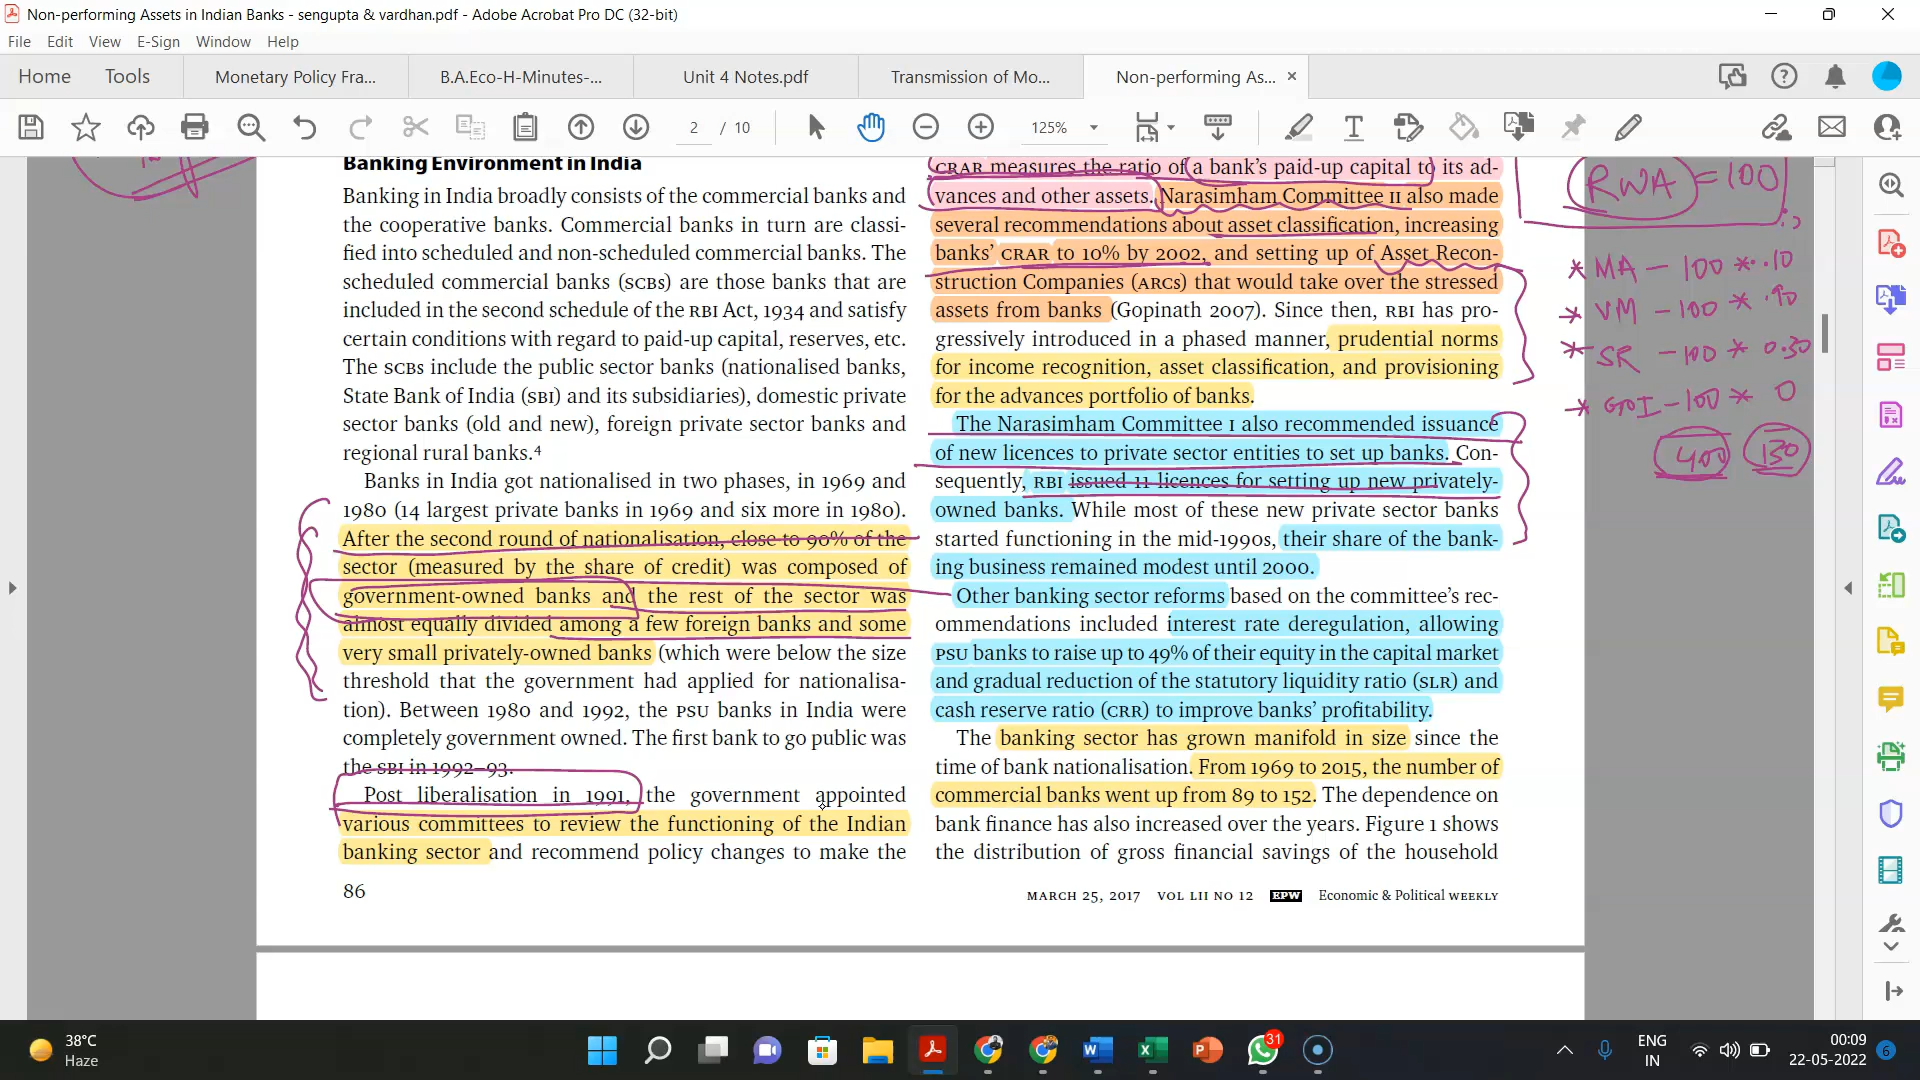 Non-performing Assets in Indian Banks - sengupta & vardhan.pdf - Adobe Acrobat Pro DC (32-bit)
File Edit View E-Sign Window Help
Home Tools Monetary Policy Fra... B.A.Eco-H-Minutes-... Unit 4 Notes.pdf Transmission of Mo... Non-performing As...
2 / 10 125%
Banking Environment in India
Banking in India broadly consists of the commercial banks and
the cooperative banks. Commercial banks in turn are classi-
fied into scheduled and non-scheduled commercial banks. The
scheduled commercial banks (SCBs) are those banks that are
included in the second schedule of the RBI Act, 1934 and satisfy
certain conditions with regard to paid-up capital, reserves, etc.
The SCBs include the public sector banks (nationalised banks,
State Bank of India (SBI) and its subsidiaries), domestic private
sector banks (old and new), foreign private sector banks and
regional rural banks.⁴
Banks in India got nationalised in two phases, in 1969 and
1980 (14 largest private banks in 1969 and six more in 1980).
After the second round of nationalisation, close to 90% of the
sector (measured by the share of credit) was composed of
government-owned banks and the rest of the sector was
almost equally divided among a few foreign banks and some
very small privately-owned banks (which were below the size
threshold that the government had applied for nationalisa-
tion). Between 1980 and 1992, the PSU banks in India were
completely government owned. The first bank to go public was
the SBI in 1992–93.
Post liberalisation in 1991, the government appointed
various committees to review the functioning of the Indian
banking sector and recommend policy changes to make the
CRAR measures the ratio of a bank's paid-up capital to its ad-
vances and other assets. Narasimham Committee II also made
several recommendations about asset classification, increasing
banks' CRAR to 10% by 2002, and setting up of Asset Recon-
struction Companies (ARCs) that would take over the stressed
assets from banks (Gopinath 2007). Since then, RBI has pro-
gressively introduced in a phased manner, prudential norms
for income recognition, asset classification, and provisioning
for the advances portfolio of banks.
The Narasimham Committee I also recommended issuance
of new licences to private sector entities to set up banks. Con-
sequently, RBI issued 11 licences for setting up new privately-
owned banks. While most of these new private sector banks
started functioning in the mid-1990s, their share of the bank-
ing business remained modest until 2000.
Other banking sector reforms based on the committee's rec-
ommendations included interest rate deregulation, allowing
PSU banks to raise up to 49% of their equity in the capital market
and gradual reduction of the statutory liquidity ratio (SLR) and
cash reserve ratio (CRR) to improve banks' profitability.
The banking sector has grown manifold in size since the
time of bank nationalisation. From 1969 to 2015, the number of
commercial banks went up from 89 to 152. The dependence on
bank finance has also increased over the years. Figure 1 shows
the distribution of gross financial savings of the household
86
MARCH 25, 2017 VOL LII NO 12 EPW Economic & Political WEEKLY
RWA = 100
* MA - 100 * .10
* VM - 100 * .90
* SR - 100 * 0.30
* GOI - 100 * 0
400 130
38°C
Haze
31
ENG
IN
00:09
22-05-2022
6